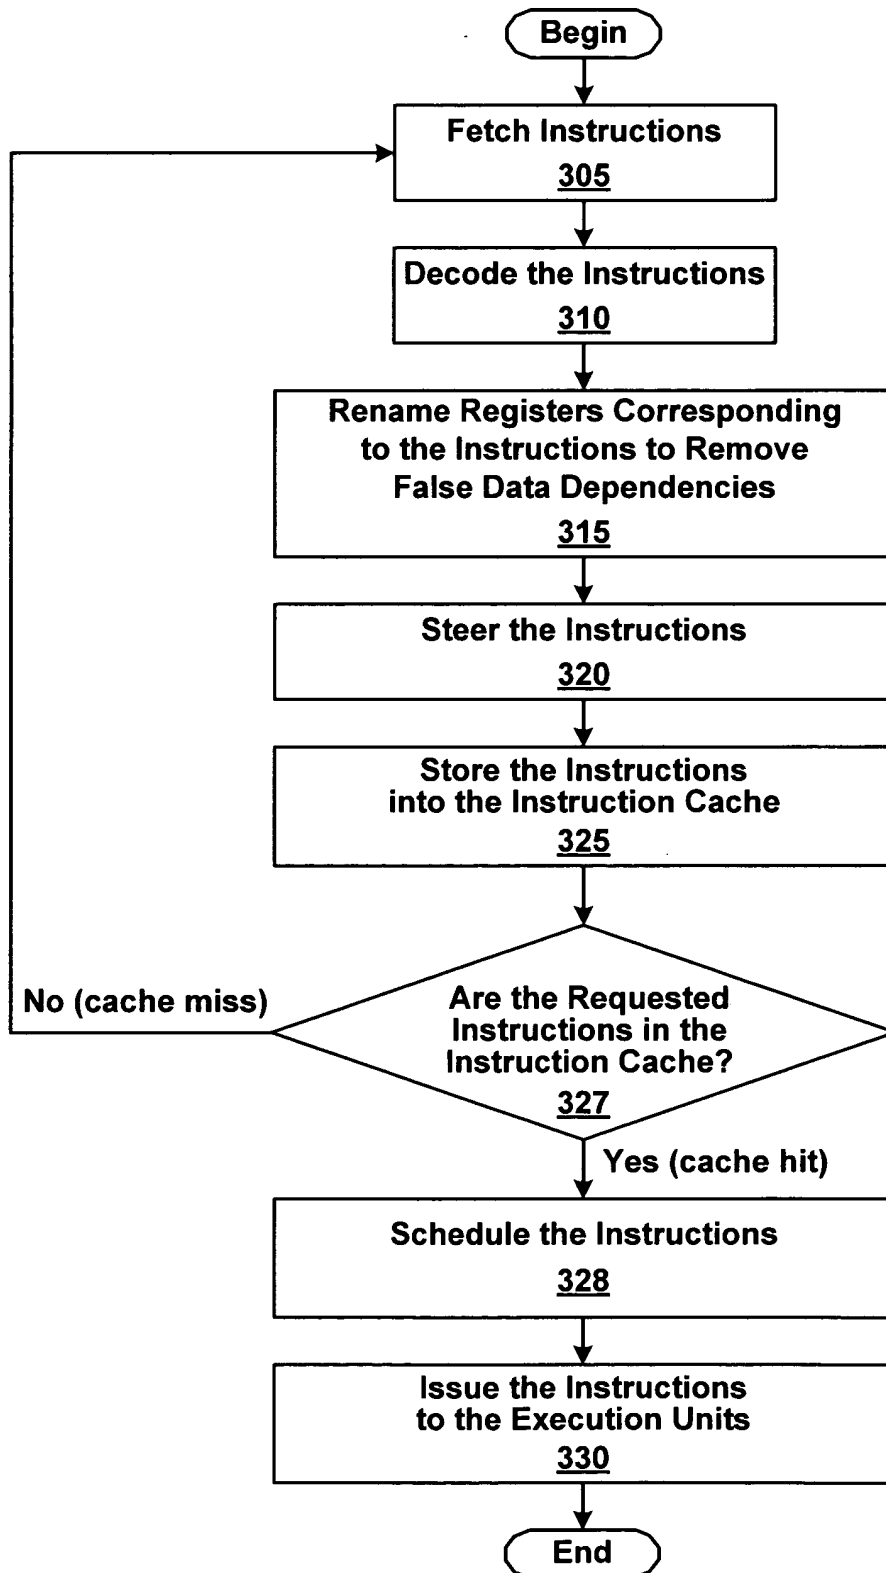 Begin
Fetch Instructions
305
Decode the Instructions
310
Rename Registers Corresponding
to the Instructions to Remove
False Data Dependencies
315
Steer the Instructions
320
Store the Instructions
into the Instruction Cache
325
No (cache miss)
Are the Requested
Instructions in the
Instruction Cache?
327
Yes (cache hit)
Schedule the Instructions
328
Issue the Instructions
to the Execution Units
330
End